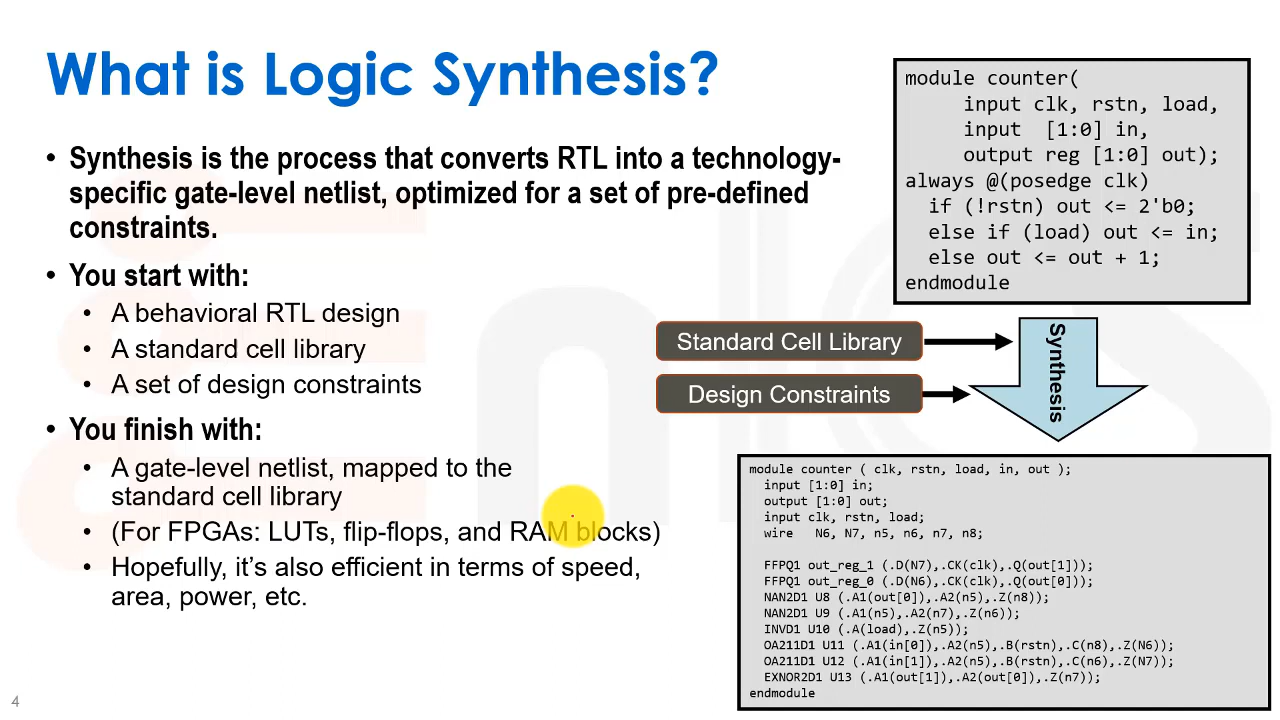 What is Logic Synthesis?
• Synthesis is the process that converts RTL into a technology-
specific gate-level netlist, optimized for a set of pre-defined
constraints.
• You start with:
• A behavioral RTL design
• A standard cell library
• A set of design constraints
• You finish with:
• A gate-level netlist, mapped to the
standard cell library
• (For FPGAs: LUTs, flip-flops, and RAM blocks)
• Hopefully, it's also efficient in terms of speed,
area, power, etc.
module counter(
input clk, rstn, load,
input [1:0] in,
output reg [1:0] out);
always @(posedge clk)
if (!rstn) out <= 2'b0;
else if (load) out <= in;
else out <= out + 1;
endmodule
Standard Cell Library
Design Constraints
Synthesis
module counter ( clk, rstn, load, in, out );
input [1:0] in;
output [1:0] out;
input clk, rstn, load;
wire N6, N7, n5, n6, n7, n8;
FFPQ1 out_reg_1 (.D(N7),.CK(clk),.Q(out[1]));
FFPQ1 out_reg_0 (.D(N6),.CK(clk),.Q(out[0]));
NAN2D1 U8 (.A1(out[0]),.A2(n5),.Z(n8));
NAN2D1 U9 (.A1(n5),.A2(n7),.Z(n6));
INVD1 U10 (.A(load),.Z(n5));
OA211D1 U11 (.A1(in[0]),.A2(n5),.B(rstn),.C(n8),.Z(N6));
OA211D1 U12 (.A1(in[1]),.A2(n5),.B(rstn),.C(n6),.Z(N7));
EXNOR2D1 U13 (.A1(out[1]),.A2(out[0]),.Z(n7));
endmodule
4